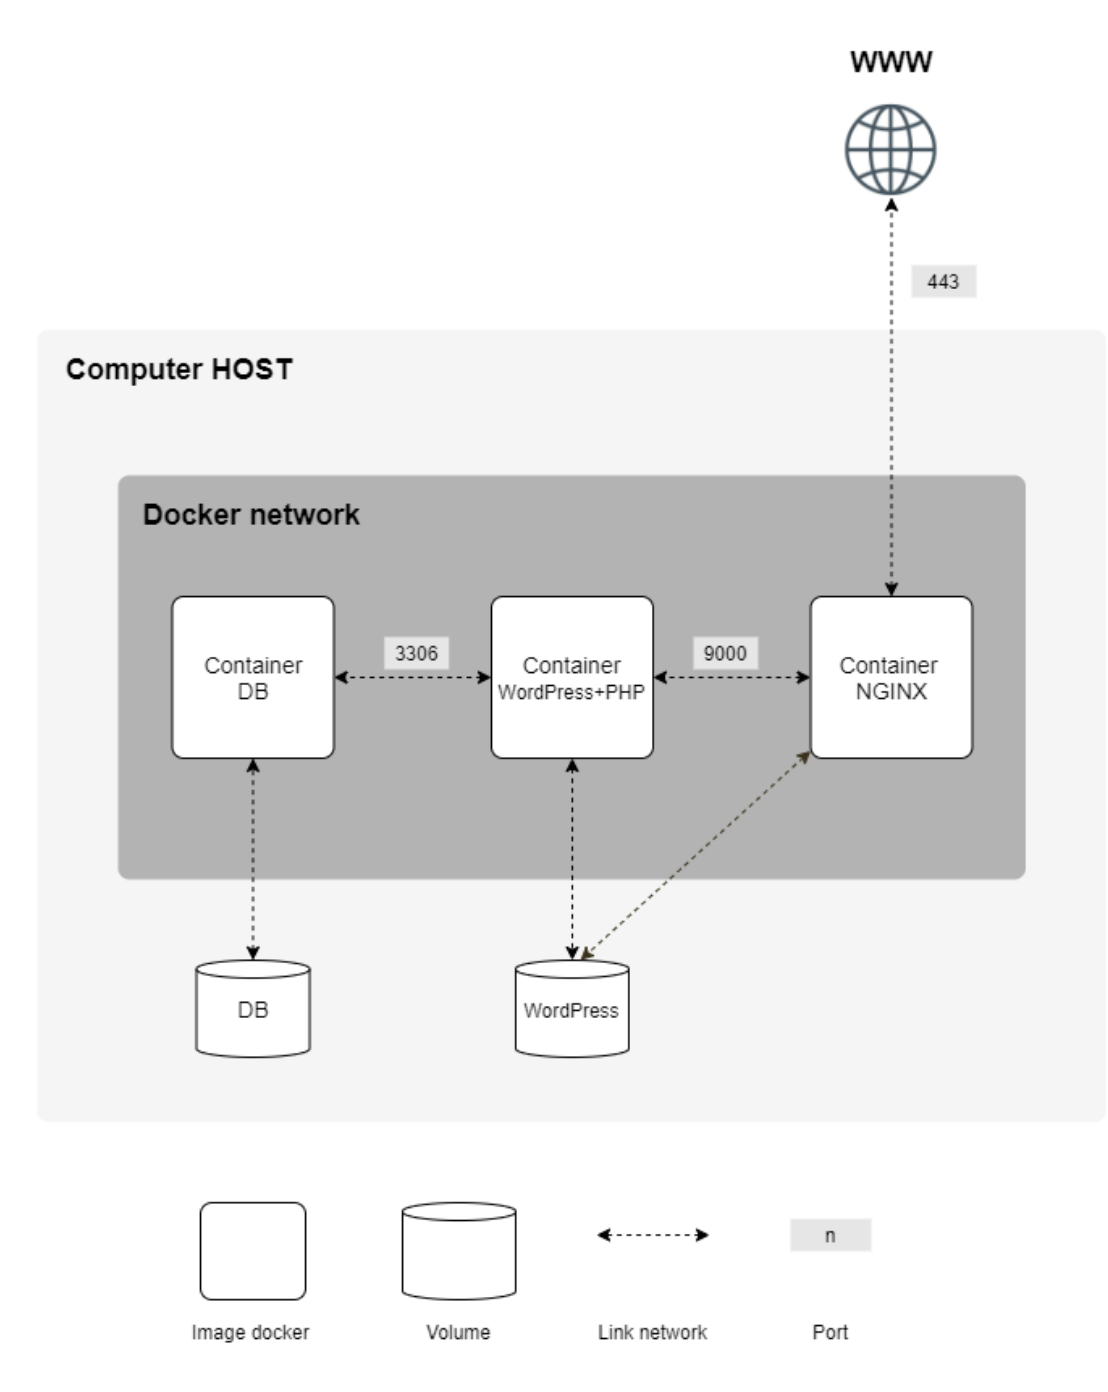 WWW
443
Computer HOST
Docker network
Container
DB
3306
Container
WordPress+PHP
9000
Container
NGINX
DB
WordPress
n
Image docker
Volume
Link network
Port